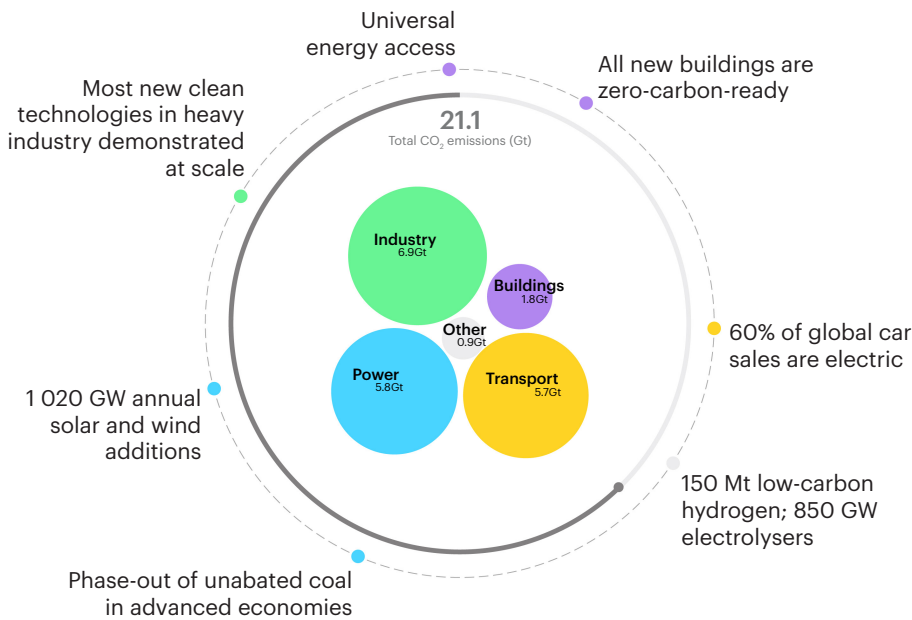 Universal
energy access
All new buildings are
zero-carbon-ready
Most new clean
technologies in heavy
industry demonstrated
at scale
21.1
Total CO₂ emissions (Gt)
Industry
6.9Gt
Buildings
1.8Gt
Other
0.9Gt
Power
5.8Gt
Transport
5.7Gt
60% of global car
sales are electric
1 020 GW annual
solar and wind
additions
150 Mt low-carbon
hydrogen; 850 GW
electrolysers
Phase-out of unabated coal
in advanced economies